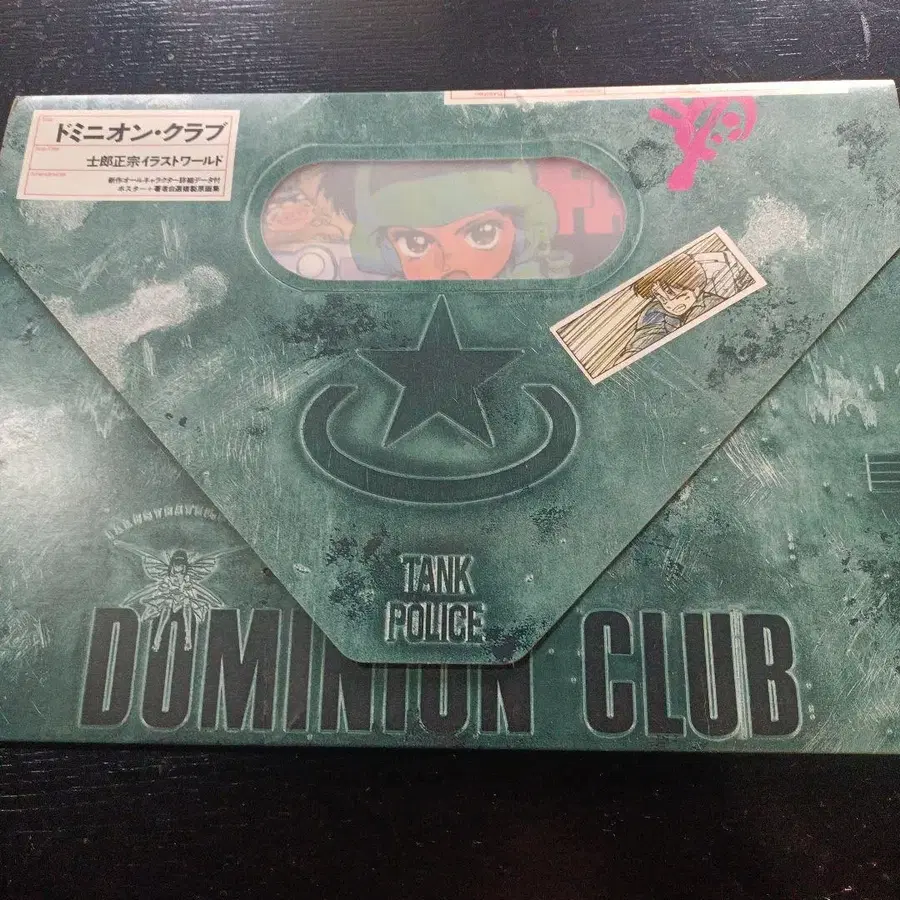 ドミニオン・クラブ
士郎正宗イラストワールド
新作オールキャラクター詳細データ付
ポスター+著者自選複製原画集
TANK
POLICE
DOMINION CLUB